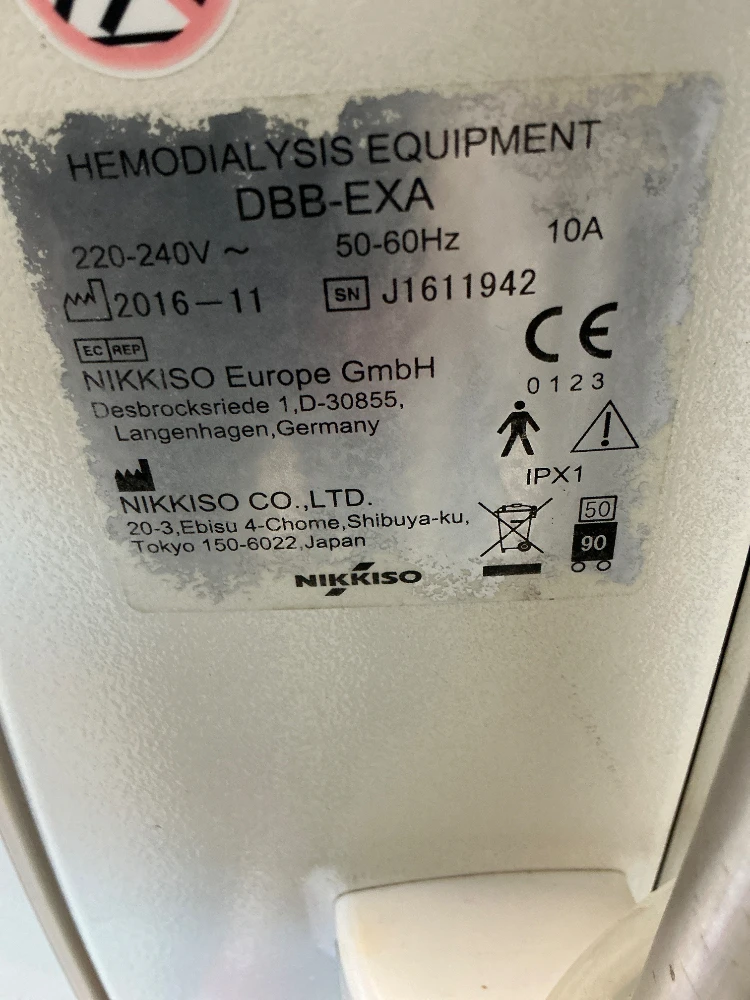 HEMODIALYSIS EQUIPMENT
DBB-EXA
220-240V ~ 50-60Hz 10A
2016-11 SN J1611942
CE
0123
EC REP
NIKKISO Europe GmbH
Desbrocksriede 1,D-30855,
Langenhagen,Germany
IPX1
NIKKISO CO.,LTD.
20-3,Ebisu 4-Chome,Shibuya-ku,
Tokyo 150-6022,Japan
50
90
NIKKISO